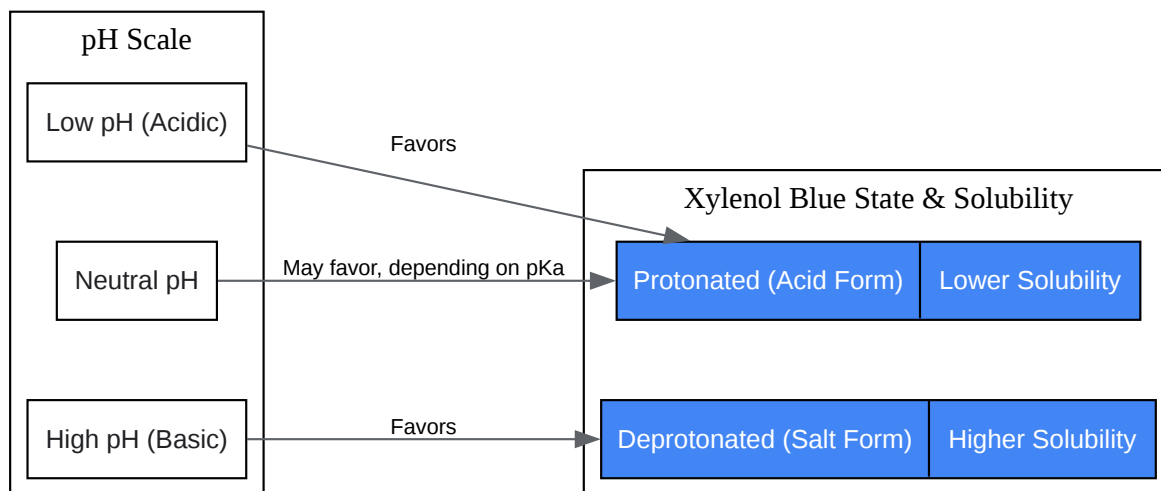 pH Scale
Low pH (Acidic)
Favors
Xylenol Blue State & Solubility
Neutral pH
May favor, depending on pKa
Protonated (Acid Form)
Lower Solubility
High pH (Basic)
Favors
Deprotonated (Salt Form)
Higher Solubility